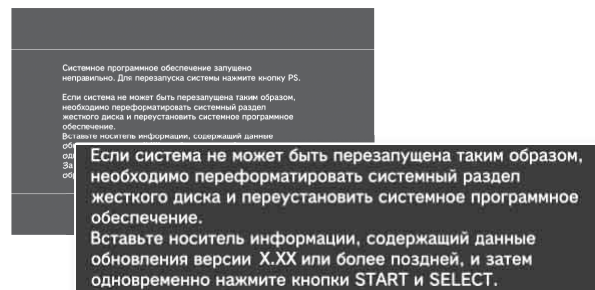 Системное программное обеспечение запущено
неправильно. Для перезапуска системы нажмите кнопку PS.
Если система не может быть перезапущена таким образом,
необходимо переформатировать системный раздел
жесткого диска и переустановить системное программное
обеспечение.
Вставьте носитель информации, содержащий данные
Если система не может быть перезапущена таким образом,
необходимо переформатировать системный раздел
жесткого диска и переустановить системное программное
обеспечение.
Вставьте носитель информации, содержащий данные
обновления версии X.XX или более поздней, и затем
одновременно нажмите кнопки START и SELECT.